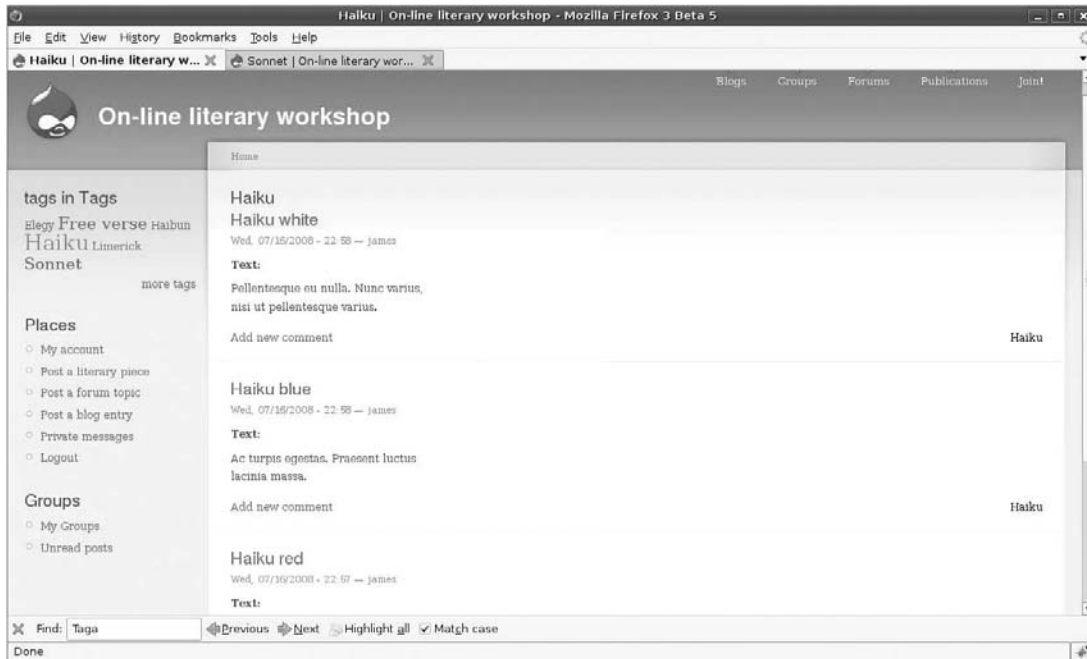 Haiku | On-line literary workshop - Mozilla Firefox 3 Beta 5
File Edit View History Bookmarks Tools Help
Haiku | On-line literary w... Sonnet | On-line literary wor...
Blogs Groups Forums Publications Join!
On-line literary workshop
Home
tags in Tags
Elegy Free verse Haibun
Haiku Limerick
Sonnet
more tags
Places
My account
Post a literary piece
Post a forum topic
Post a blog entry
Private messages
Logout
Groups
My Groups
Unread posts
Haiku
Haiku white
Wed, 07/16/2008 - 22:58 — james
Text:
Pellentesque eu nulla. Nunc varius,
nisi ut pellentesque varius.
Add new comment Haiku
Haiku blue
Wed, 07/16/2008 - 22:58 — james
Text:
Ac turpis egestas. Praesent luctus
lacinia massa.
Add new comment Haiku
Haiku red
Wed, 07/16/2008 - 22:57 — james
Text:
Find: Taga Previous Next Highlight all Match case
Done